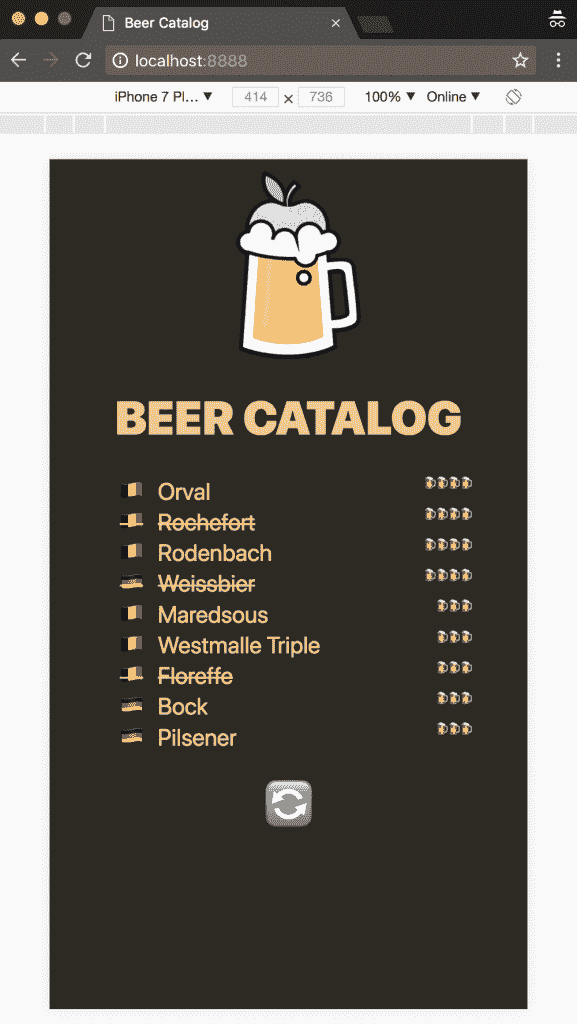 Beer Catalog
localhost:8888
iPhone 7 Pl... ▼ 414 × 736 100% ▼ Online ▼
BEER CATALOG
Orval
Rochefort
Rodenbach
Weissbier
Maredsous
Westmalle Triple
Floreffe
Bock
Pilsener